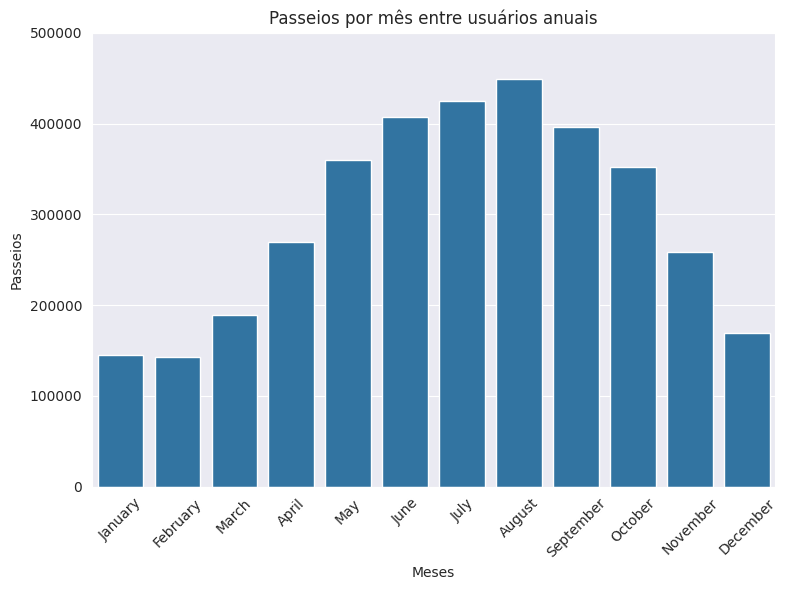 Passeios por mês entre usuários anuais
500000
400000
300000
200000
100000
0
Passeios
January
February
March
April
May
June
July
August
September
October
November
December
Meses